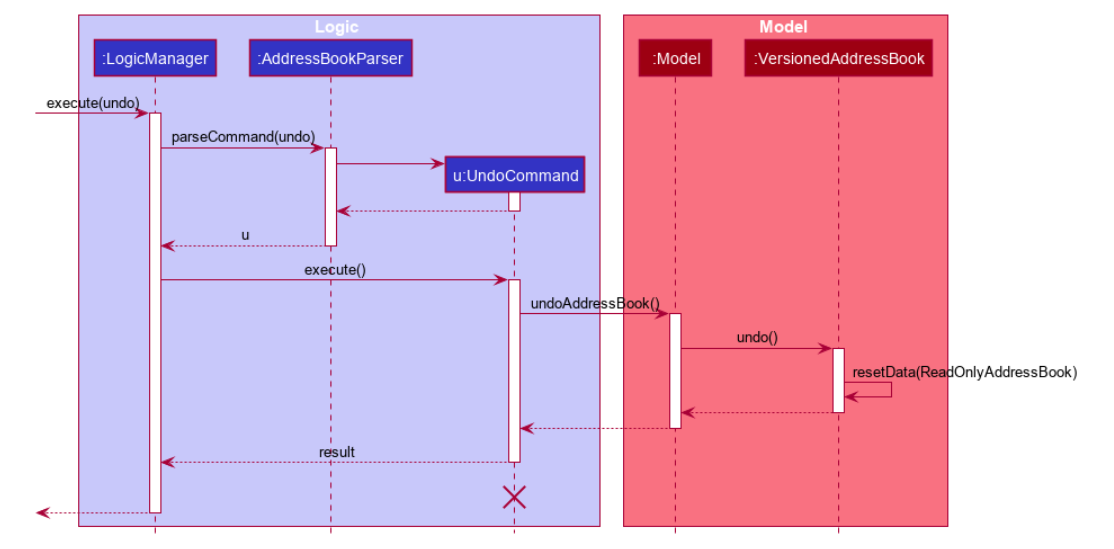 Logic
Model
:LogicManager
:AddressBookParser
:Model
:VersionedAddressBook
execute(undo)
parseCommand(undo)
u:UndoCommand
u
execute()
undoAddressBook()
undo()
resetData(ReadOnlyAddressBook)
result